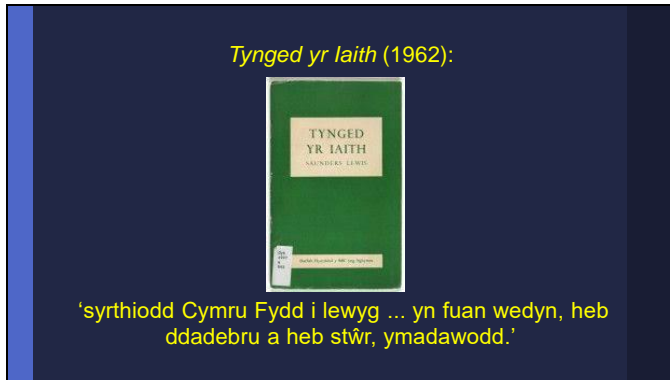 Tynged yr Iaith (1962):
TYNGED
YR IAITH
SAUNDERS LEWIS
‘syrthiodd Cymru Fydd i lewyg ... yn fuan wedyn, heb
ddadebru a heb stŵr, ymadawodd.’